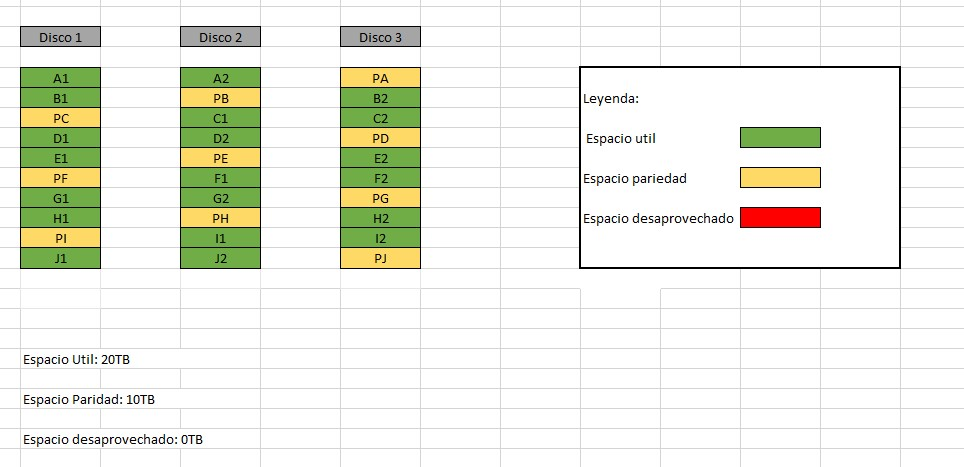 Disco 1 Disco 2 Disco 3
A1 A2 PA
B1 PB B2
PC C1 C2
D1 D2 PD
E1 PE E2
PF F1 F2
G1 G2 PG
H1 PH H2
PI I1 I2
J1 J2 PJ
Leyenda:
Espacio util
Espacio pariedad
Espacio desaprovechado
Espacio Util: 20TB
Espacio Paridad: 10TB
Espacio desaprovechado: 0TB